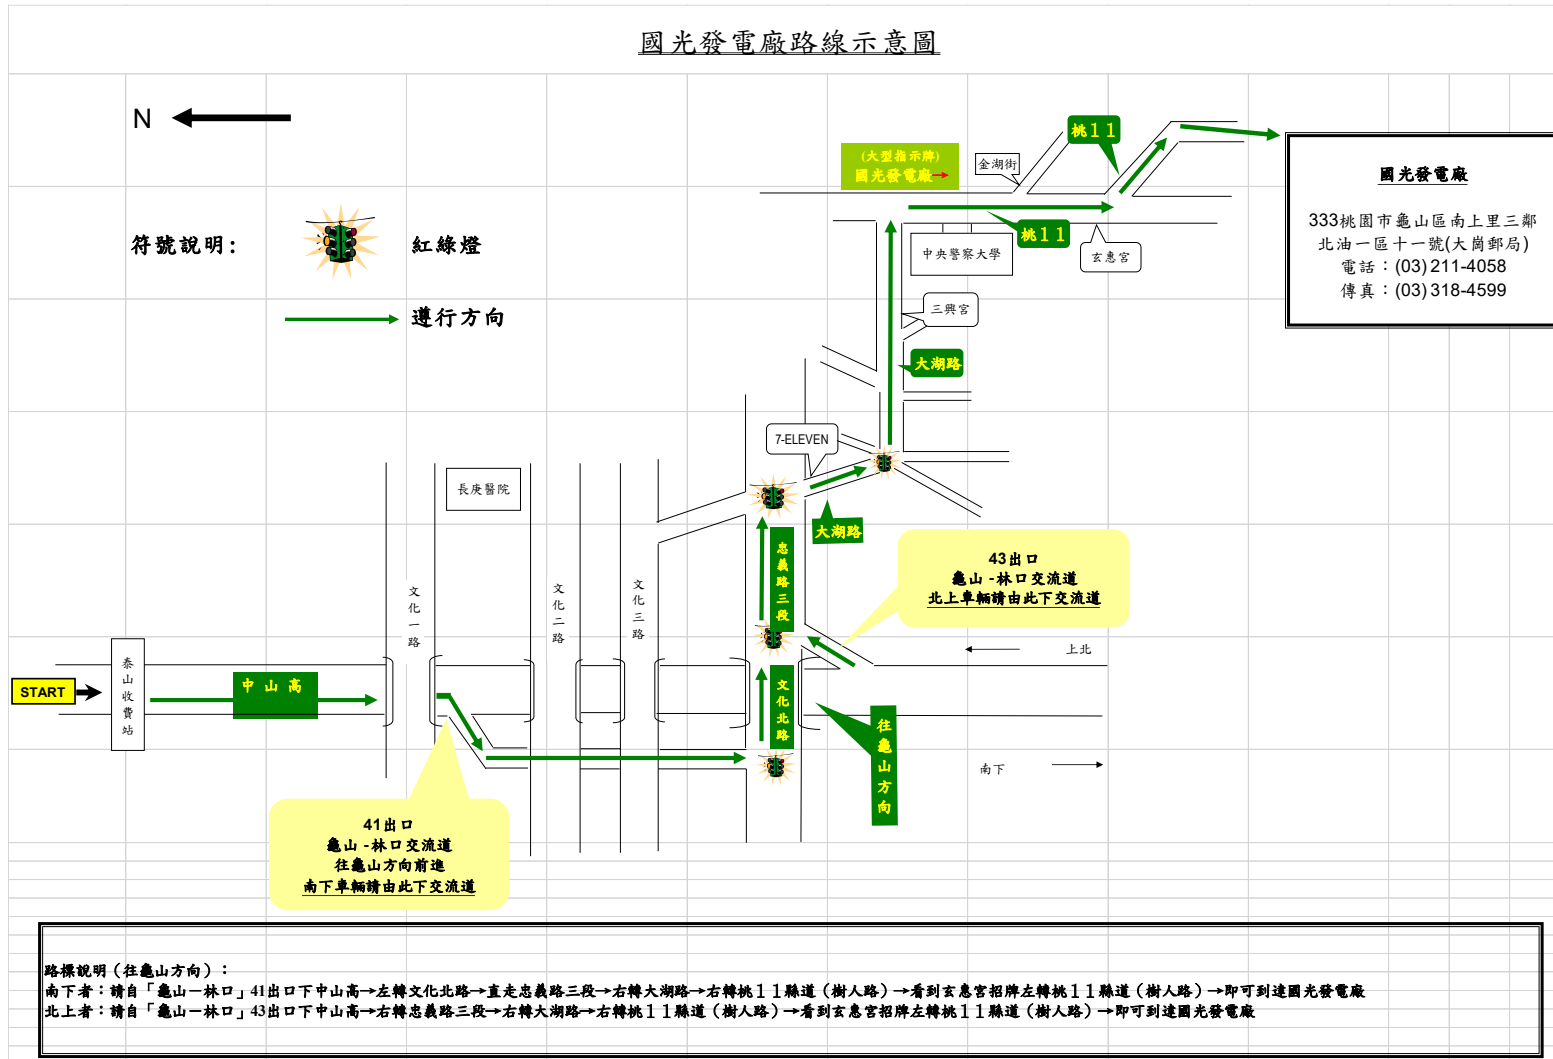 國光發電廠路線示意圖
N
桃１１
(大型指示牌)
國光發電廠→
金湖街
國光發電廠
333桃園市龜山區南上里三鄰
北油一區十一號(大崗郵局)
電話：(03)211-4058
傳真：(03)318-4599
符號說明:
紅綠燈
遵行方向
桃１１
中央警察大學
玄惠宮
三興宮
大湖路
7-ELEVEN
長庚醫院
大湖路
忠義路三段
43出口
龜山 -林口交流道
北上車輛請由此下交流道
文化一路
文化二路
文化三路
上北
START
泰山收費站
中 山 高
文化北路
往龜山方向
南下
41出口
龜山 -林口交流道
往龜山方向前進
南下車輛請由此下交流道
路標說明（往龜山方向）:
南下者：請自「龜山－林口」41出口下中山高→左轉文化北路→直走忠義路三段→右轉大湖路→右轉桃１１縣道（樹人路）→看到玄惠宮招牌左轉桃１１縣道（樹人路）→即可到達國光發電廠
北上者：請自「龜山－林口」43出口下中山高→右轉忠義路三段→右轉大湖路→右轉桃１１縣道（樹人路）→看到玄惠宮招牌左轉桃１１縣道（樹人路）→即可到達國光發電廠